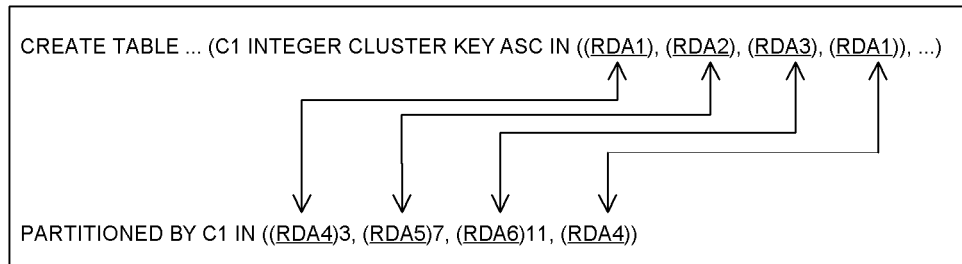 CREATE TABLE ... (C1 INTEGER CLUSTER KEY ASC IN ((RDA1), (RDA2), (RDA3), (RDA1)), ...)
PARTITIONED BY C1 IN ((RDA4)3, (RDA5)7, (RDA6)11, (RDA4))